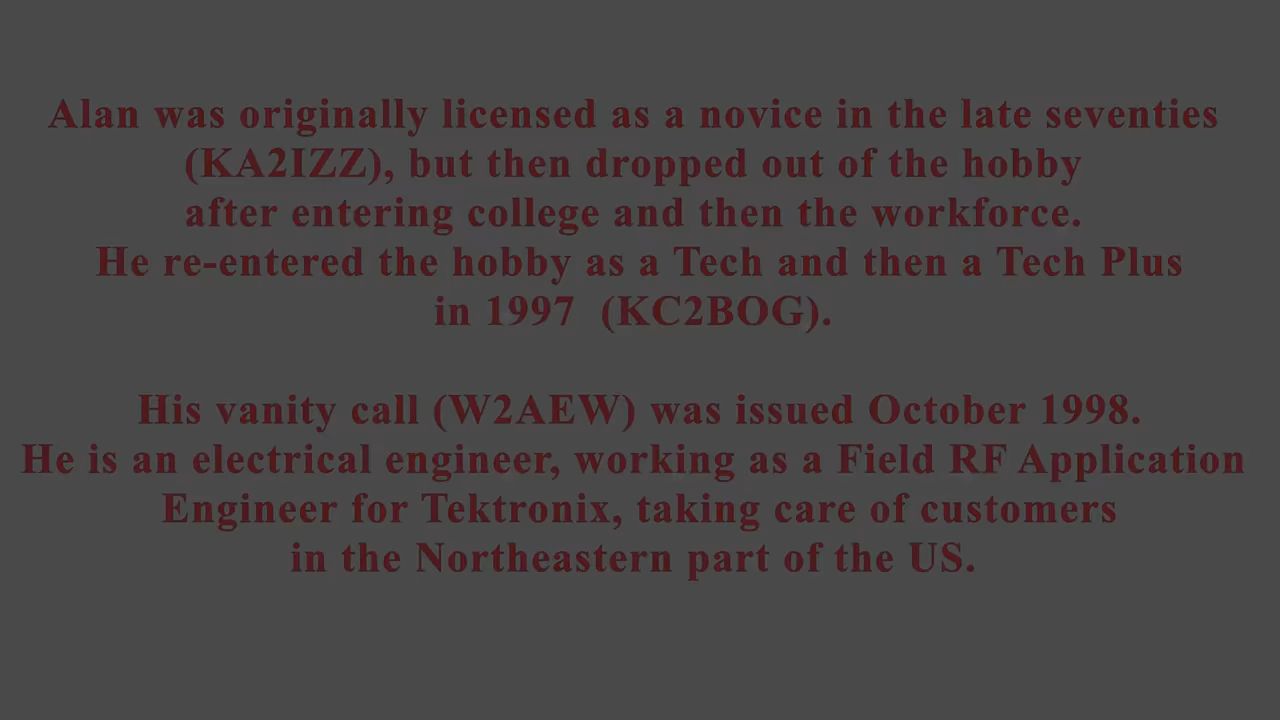 Alan was originally licensed as a novice in the late seventies
(KA2IZZ), but then dropped out of the hobby
after entering college and then the workforce.
He re-entered the hobby as a Tech and then a Tech Plus
in 1997  (KC2BOG).
His vanity call (W2AEW) was issued October 1998.
He is an electrical engineer, working as a Field RF Application
Engineer for Tektronix, taking care of customers
in the Northeastern part of the US.